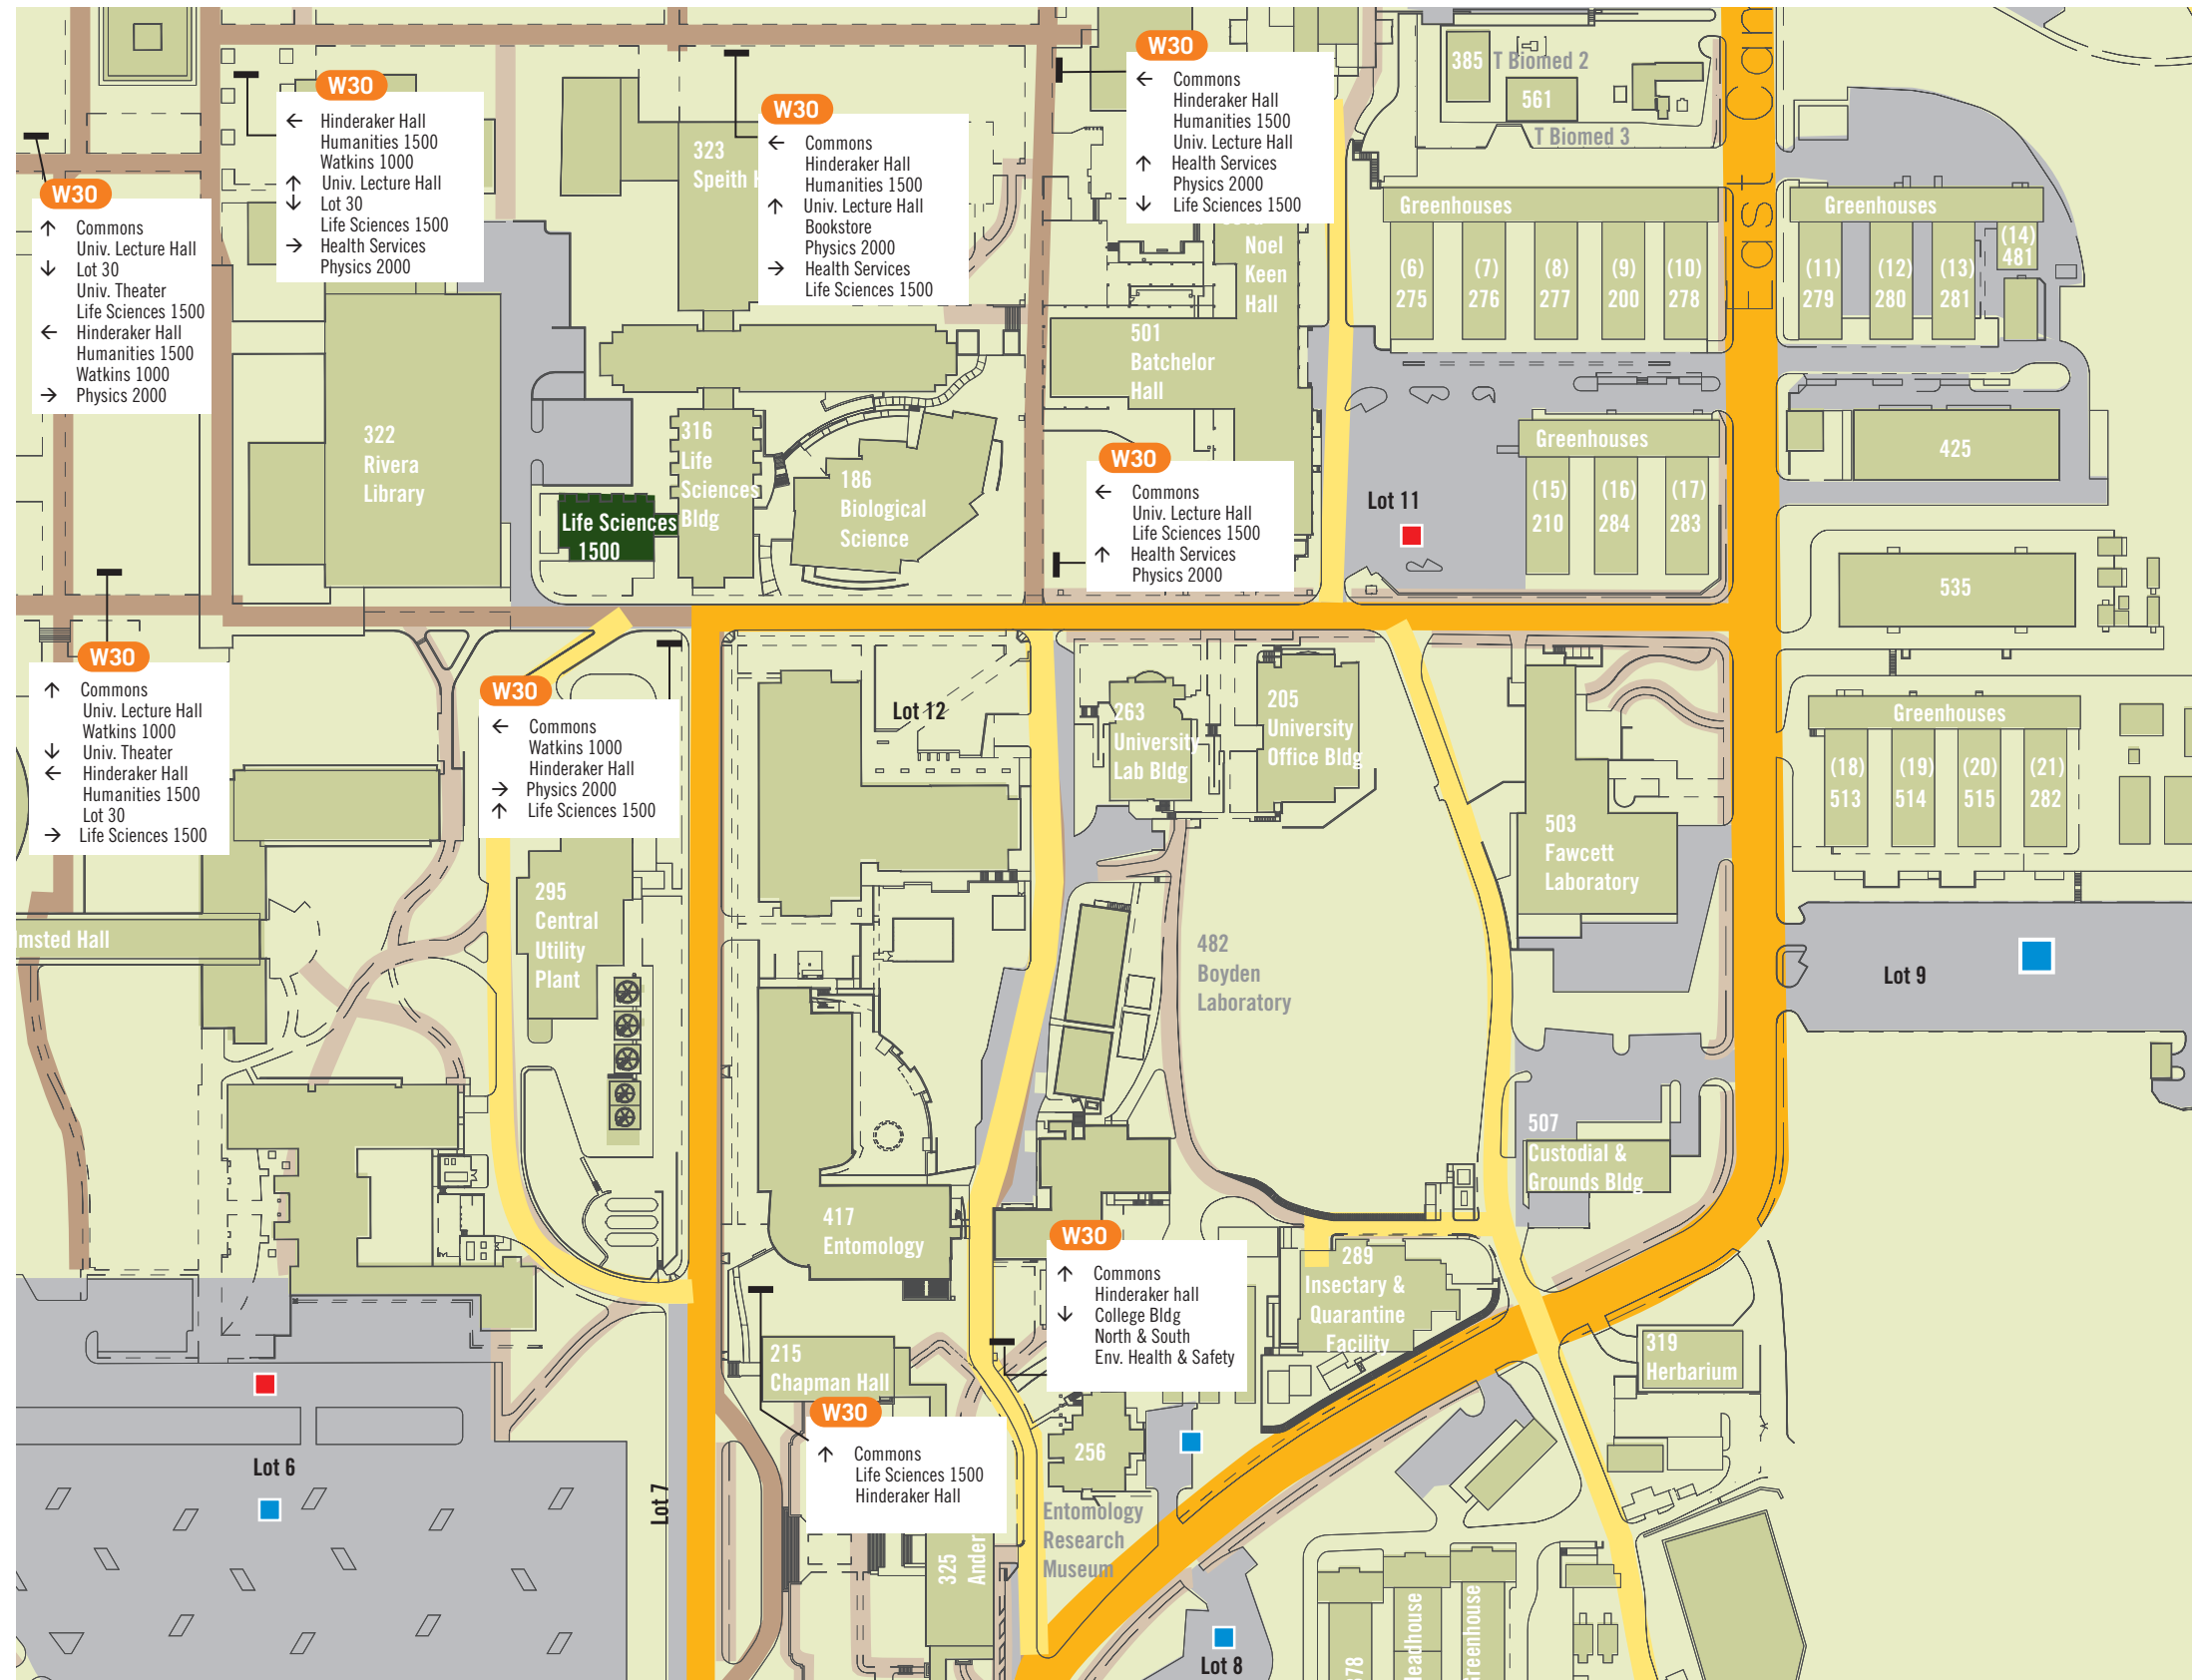 W30
← Hinderaker Hall
Humanities 1500
Watkins 1000
↑ Univ. Lecture Hall
↓ Lot 30
Life Sciences 1500
→ Health Services
Physics 2000
W30
← Commons
Hinderaker Hall
Humanities 1500
↑ Univ. Lecture Hall
Bookstore
Physics 2000
→ Health Services
Life Sciences 1500
W30
← Commons
Hinderaker Hall
Humanities 1500
Univ. Lecture Hall
↑ Health Services
Physics 2000
↓ Life Sciences 1500
W30
↑ Commons
Univ. Lecture Hall
↓ Lot 30
Univ. Theater
Life Sciences 1500
← Hinderaker Hall
Humanities 1500
Watkins 1000
→ Physics 2000
323
Speith H
385
T Biomed 2
561
T Biomed 3
East Cam
Greenhouses
(6)
275
(7)
276
(8)
277
(9)
200
(10)
278
Greenhouses
(11)
279
(12)
280
(13)
281
(14)
481
Noel
Keen
Hall
501
Batchelor
Hall
322
Rivera
Library
316
Life
Sciences
Bldg
Life Sciences
1500
186
Biological
Science
W30
← Commons
Univ. Lecture Hall
Life Sciences 1500
↑ Health Services
Physics 2000
Lot 11
Greenhouses
(15)
210
(16)
284
(17)
283
425
535
W30
↑ Commons
Univ. Lecture Hall
Watkins 1000
↓ Univ. Theater
← Hinderaker Hall
Humanities 1500
Lot 30
→ Life Sciences 1500
W30
← Commons
Watkins 1000
Hinderaker Hall
→ Physics 2000
↑ Life Sciences 1500
Lot 12
263
University
Lab Bldg
205
University
Office Bldg
503
Fawcett
Laboratory
Greenhouses
(18)
513
(19)
514
(20)
515
(21)
282
295
Central
Utility
Plant
lmsted Hall
482
Boyden
Laboratory
Lot 9
507
Custodial &
Grounds Bldg
417
Entomology
W30
↑ Commons
Hinderaker hall
↓ College Bldg
North & South
Env. Health & Safety
289
Insectary &
Quarantine
Facility
319
Herbarium
215
Chapman Hall
W30
↑ Commons
Life Sciences 1500
Hinderaker Hall
256
Entomology
Research
Museum
Lot 6
Lot 7
325
Ander
Lot 8
378
Headhouse
Greenhouse